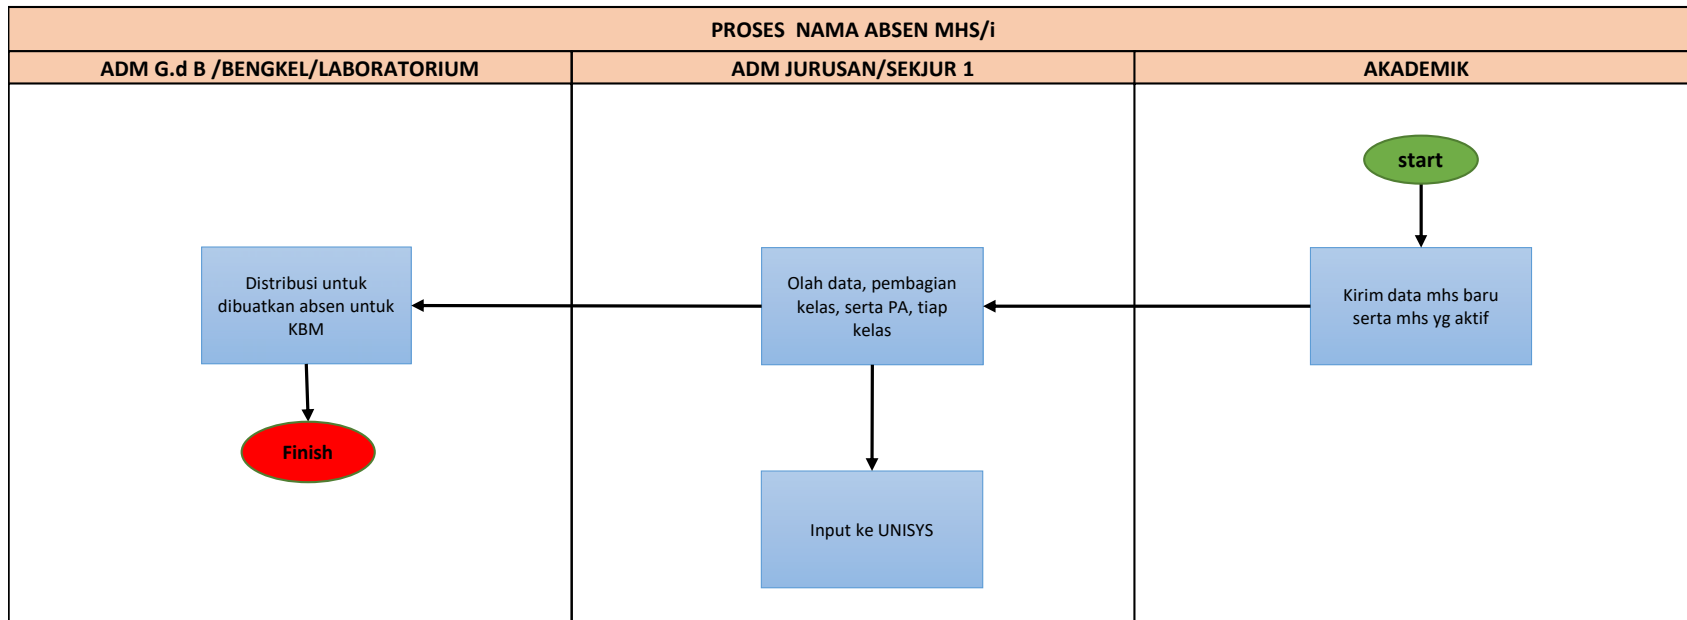 PROSES  NAMA ABSEN MHS/i
ADM G.d B /BENGKEL/LABORATORIUM
ADM JURUSAN/SEKJUR 1
AKADEMIK
start
Distribusi untuk
dibuatkan absen untuk
KBM
Olah data, pembagian
kelas, serta PA, tiap
kelas
Kirim data mhs baru
serta mhs yg aktif
Finish
Input ke UNISYS